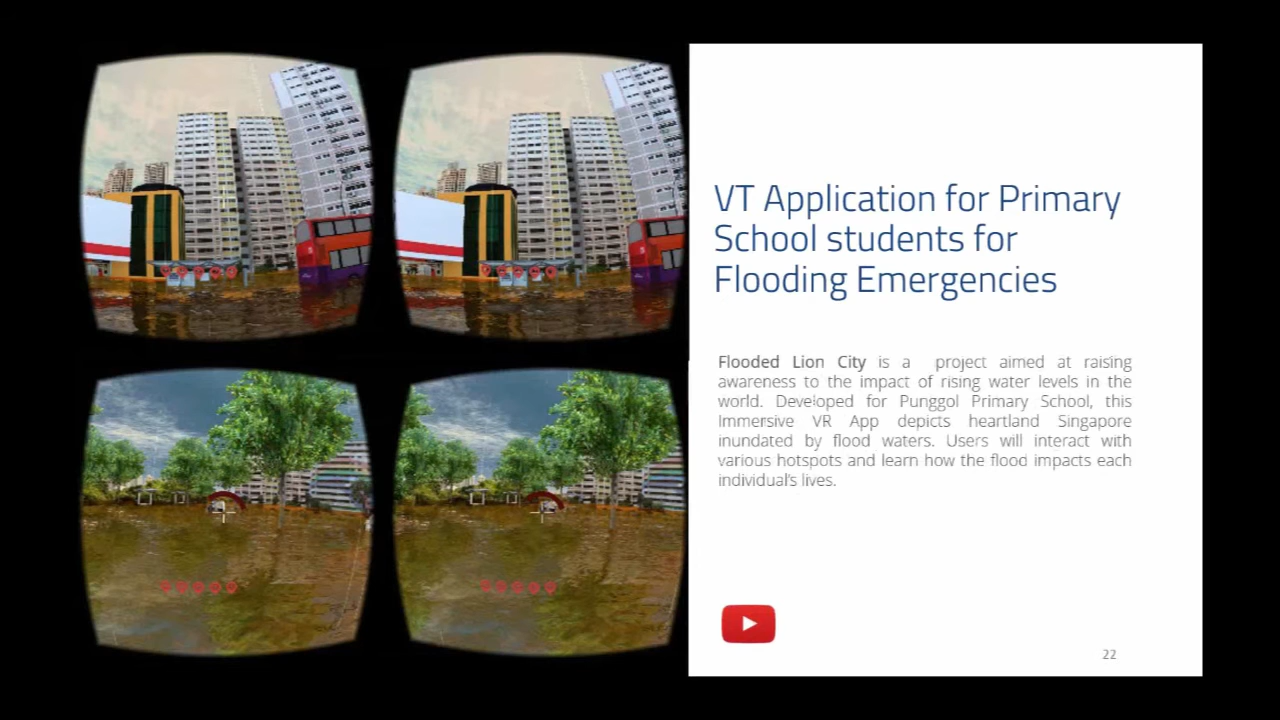 VT Application for Primary
School students for
Flooding Emergencies
Flooded Lion City is a project aimed at raising
awareness to the impact of rising water levels in the
world. Developed for Punggol Primary School, this
Immersive VR App depicts heartland Singapore
inundated by flood waters. Users will interact with
various hotspots and learn how the flood impacts each
individual's lives.
22